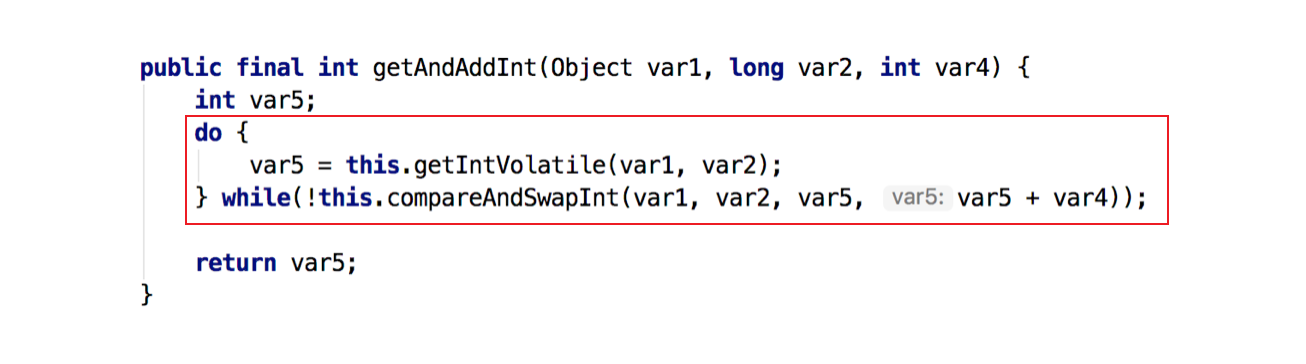 public final int getAndAddInt(Object var1, long var2, int var4) {
int var5;
do {
var5 = this.getIntVolatile(var1, var2);
} while(!this.compareAndSwapInt(var1, var2, var5, var5: var5 + var4));
return var5;
}